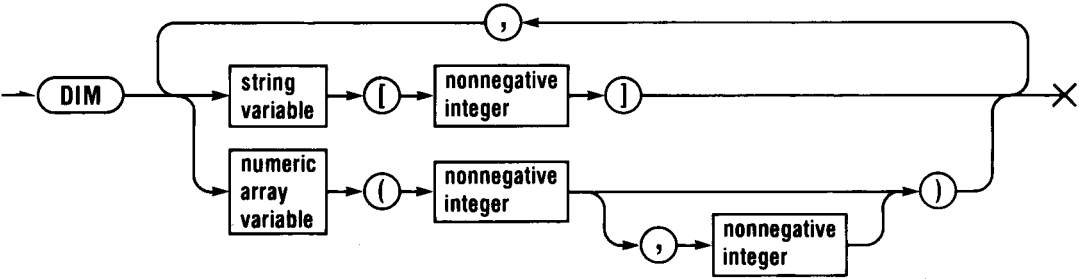 ,
DIM
string
variable
[
nonnegative
integer
]
numeric
array
variable
(
nonnegative
integer
)
,
nonnegative
integer